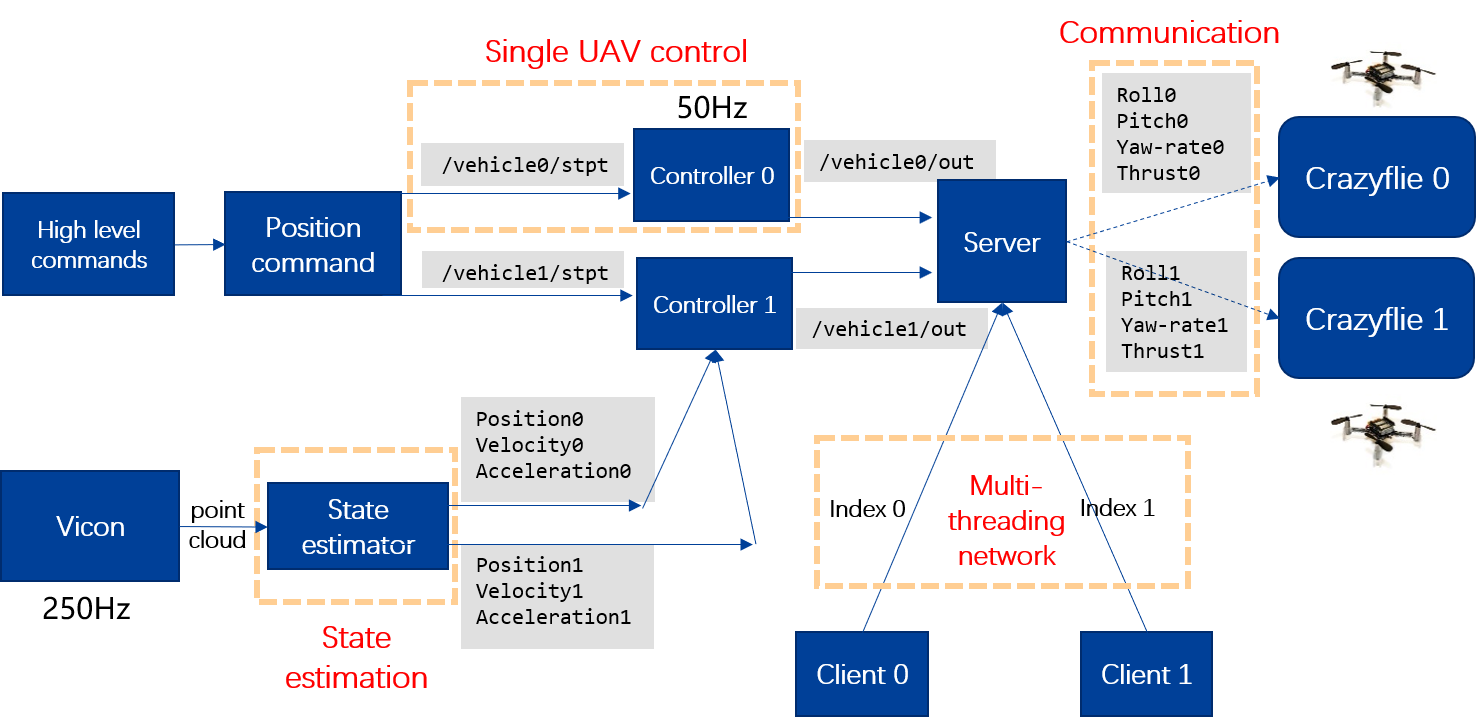 Single UAV control
Communication
50Hz
/vehicle0/stpt
Controller 0
/vehicle0/out
Roll0
Pitch0
Yaw-rate0
Thrust0
Crazyflie 0
High level
commands
Position
command
Server
/vehicle1/stpt
Controller 1
/vehicle1/out
Roll1
Pitch1
Yaw-rate1
Thrust1
Crazyflie 1
Position0
Velocity0
Acceleration0
Vicon
250Hz
point
cloud
State
estimator
State
estimation
Position1
Velocity1
Acceleration1
Index 0
Multi-
threading
network
Index 1
Client 0
Client 1